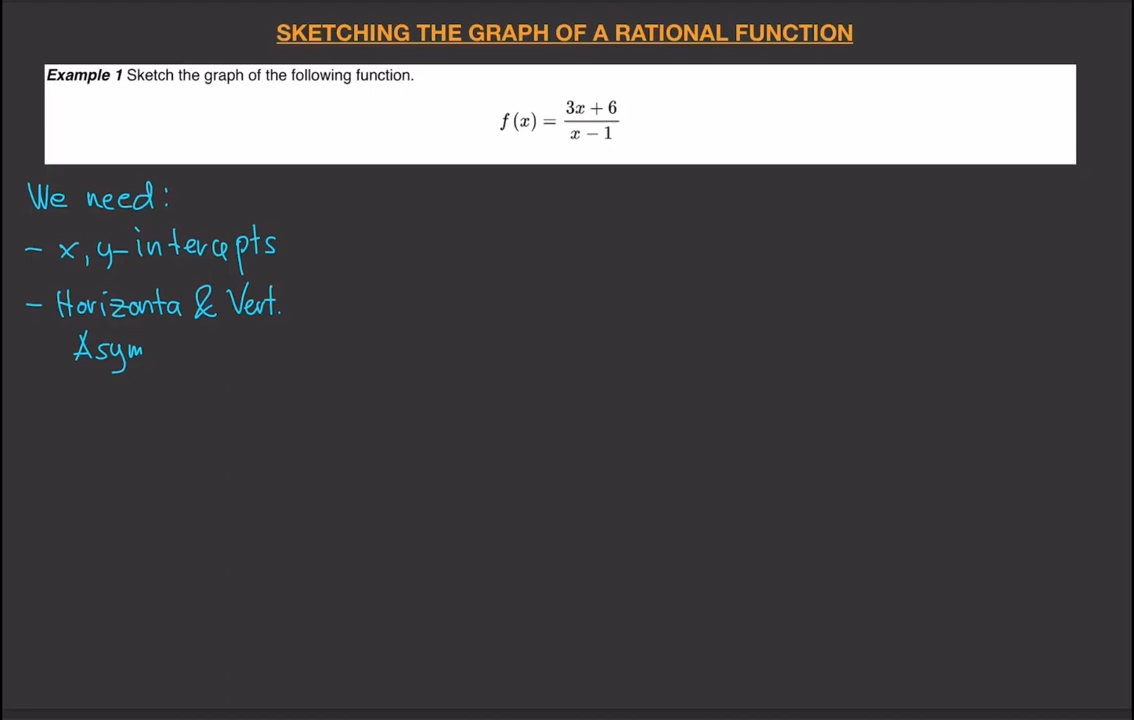 SKETCHING THE GRAPH OF A RATIONAL FUNCTION
Example 1 Sketch the graph of the following function.
f(x) = \frac{3x + 6}{x - 1}
We need:
- x, y-intercepts
- Horizonta & Vert.
Asym